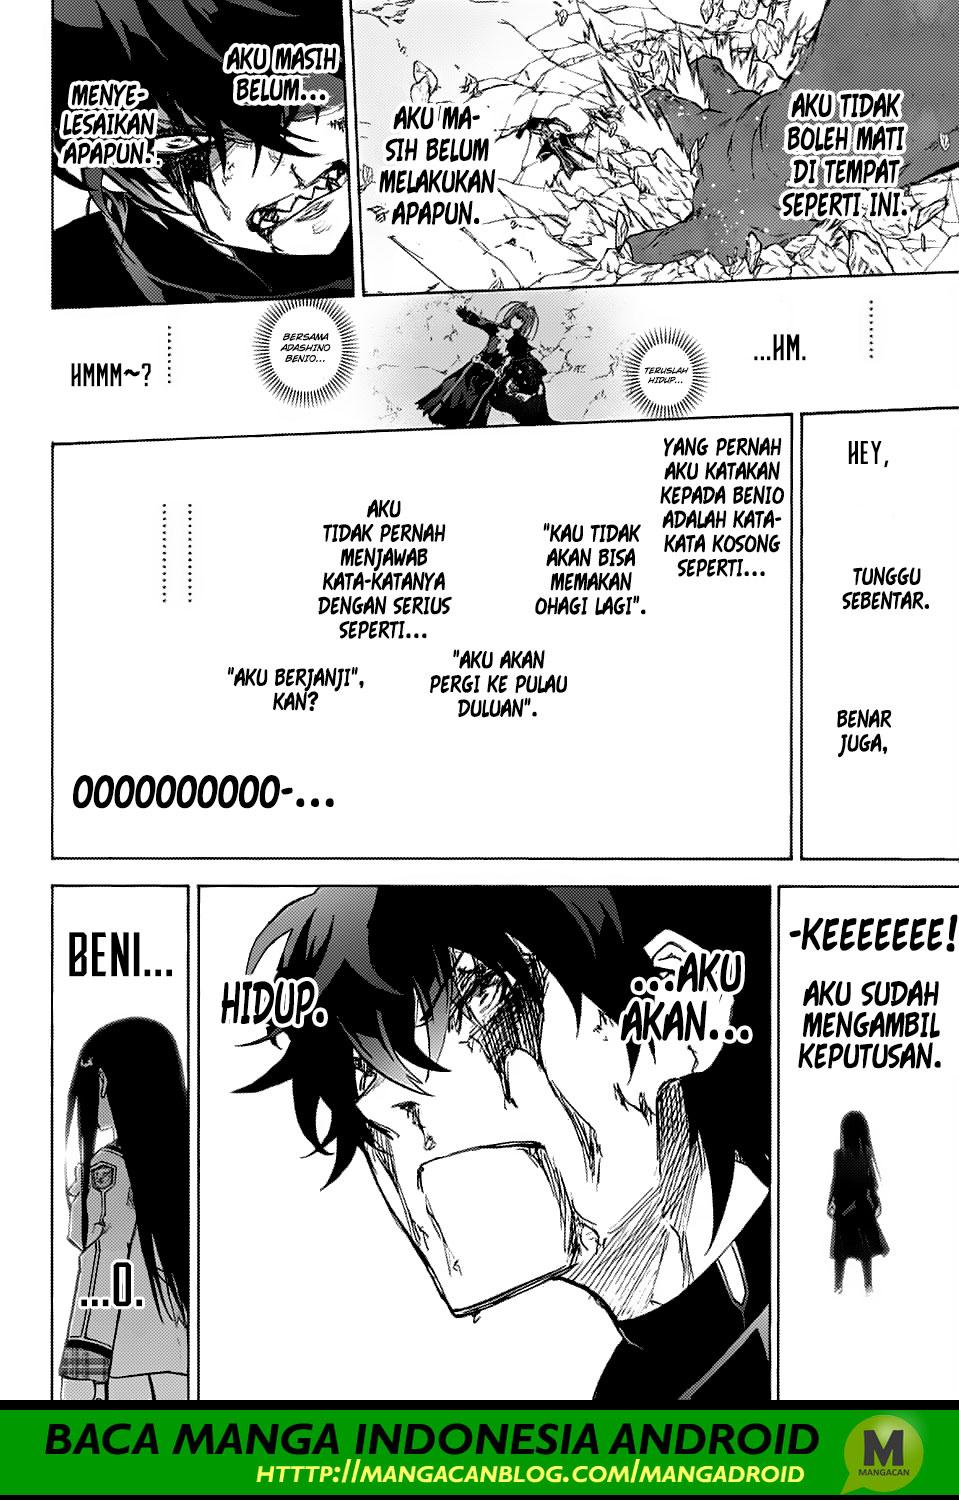 AKU TIDAK
BOLEH MATI
DI TEMPAT
SEPERTI INI.
AKU MA-
SIH BELUM
MELAKUKAN
APAPUN.
AKU MASIH
BELUM...
MENYE-
LESAIKAN
APAPUN..
...HM.
TERUSLAH
HIDUP...
BERSAMA
ADASHINO
BENIO...
HMMM~?
HEY,
TUNGGU
SEBENTAR.
BENAR
JUGA,
YANG PERNAH
AKU KATAKAN
KEPADA BENIO
ADALAH KATA-
KATA KOSONG
SEPERTI...
"KAU TIDAK
AKAN BISA
MEMAKAN
OHAGI LAGI".
"AKU AKAN
PERGI KE PULAU
DULUAN".
AKU
TIDAK PERNAH
MENJAWAB
KATA-KATANYA
DENGAN SERIUS
SEPERTI...
"AKU BERJANJI",
KAN?
OOOOOOOOOO-...
-KEEEEEEE!
AKU SUDAH
MENGAMBIL
KEPUTUSAN.
...AKU
AKAN...
HIDUP.
BENI...
...O.
BACA MANGA INDONESIA ANDROID
HTTTP://MANGACANBLOG.COM/MANGADROID
M
MANGACAN